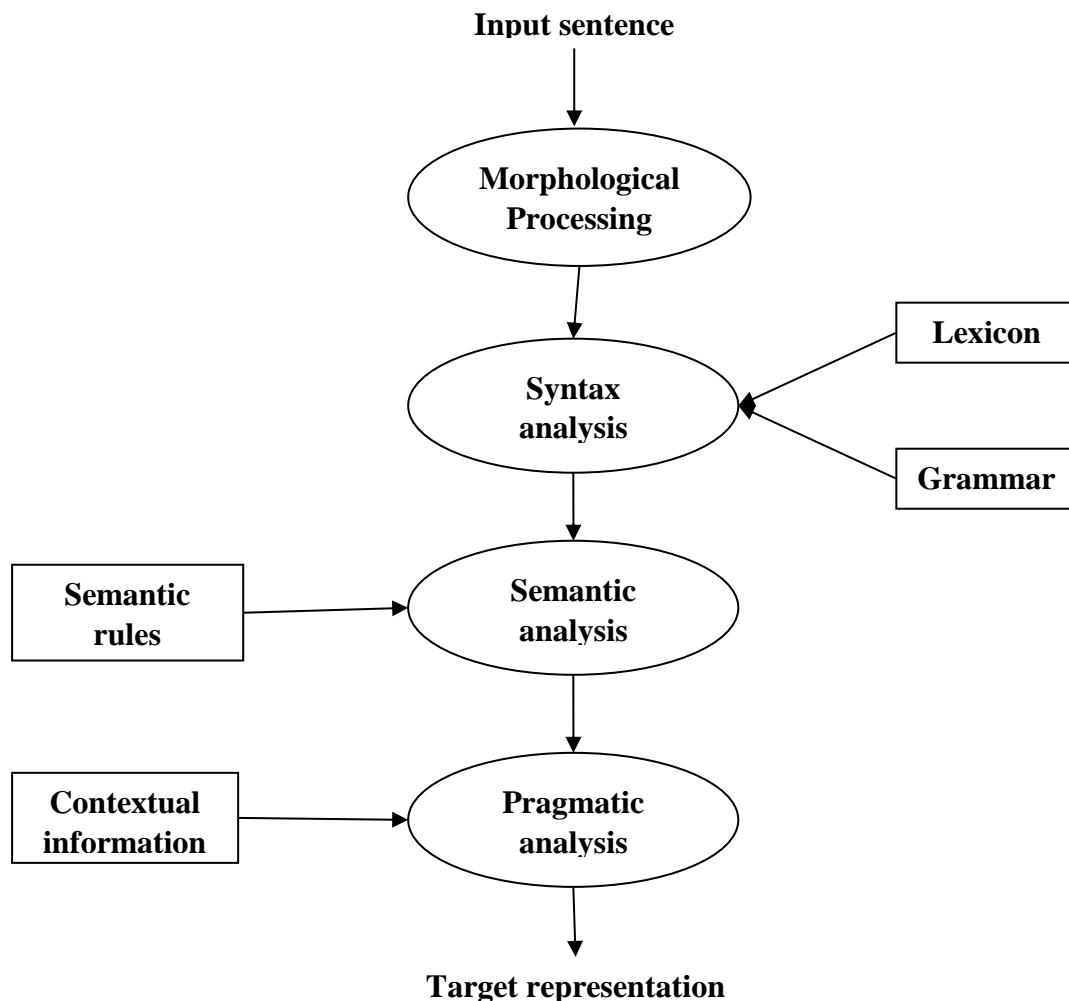 Input sentence
Morphological
Processing
Lexicon
Syntax
analysis
Grammar
Semantic
rules
Semantic
analysis
Contextual
information
Pragmatic
analysis
Target representation